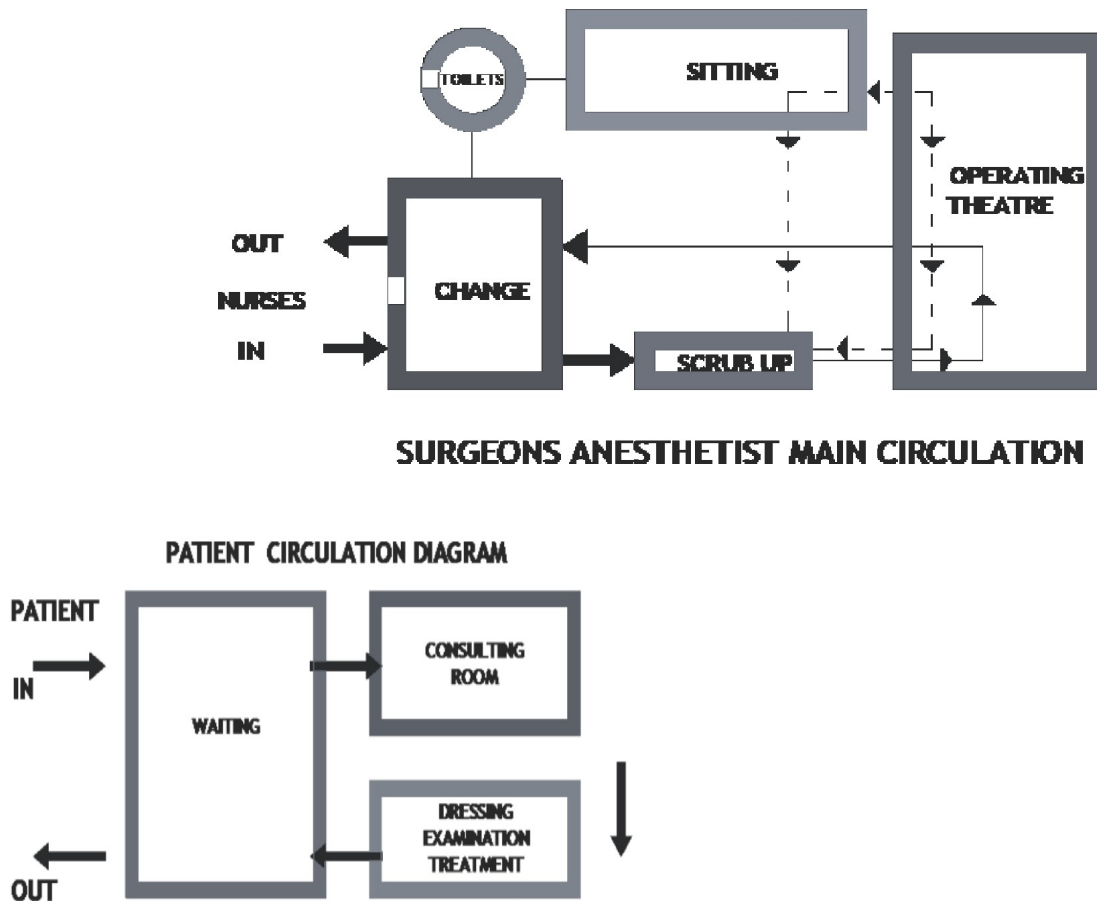 TOILETS
SITTING
OPERATING
THEATRE
OUT
NURSES
IN
CHANGE
SCRUB UP
SURGEONS ANESTHETIST MAIN CIRCULATION
PATIENT CIRCULATION DIAGRAM
PATIENT
IN
WAITING
CONSULTING
ROOM
DRESSING
EXAMINATION
TREATMENT
OUT